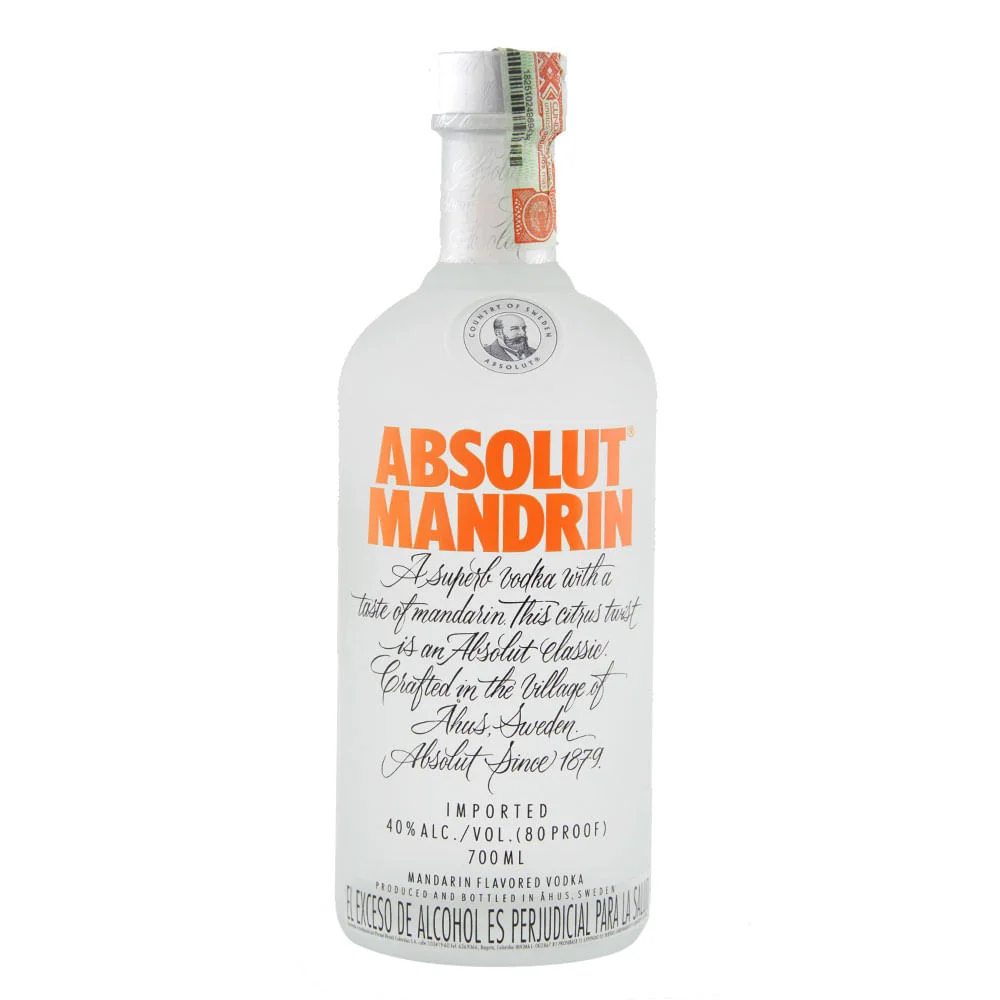 COUNTRY OF SWEDEN
ABSOLUT®
ABSOLUT®
MANDRIN
A superb vodka with a
taste of mandarin. This citrus twist
is an Absolut classic.
Crafted in the village of
Åhus, Sweden.
Absolut Since 1879.
IMPORTED
40% ALC./VOL. (80 PROOF)
700 ML
MANDARIN FLAVORED VODKA
PRODUCED AND BOTTLED IN ÅHUS, SWEDEN
EL EXCESO DE ALCOHOL ES PERJUDICIAL PARA LA SALUD